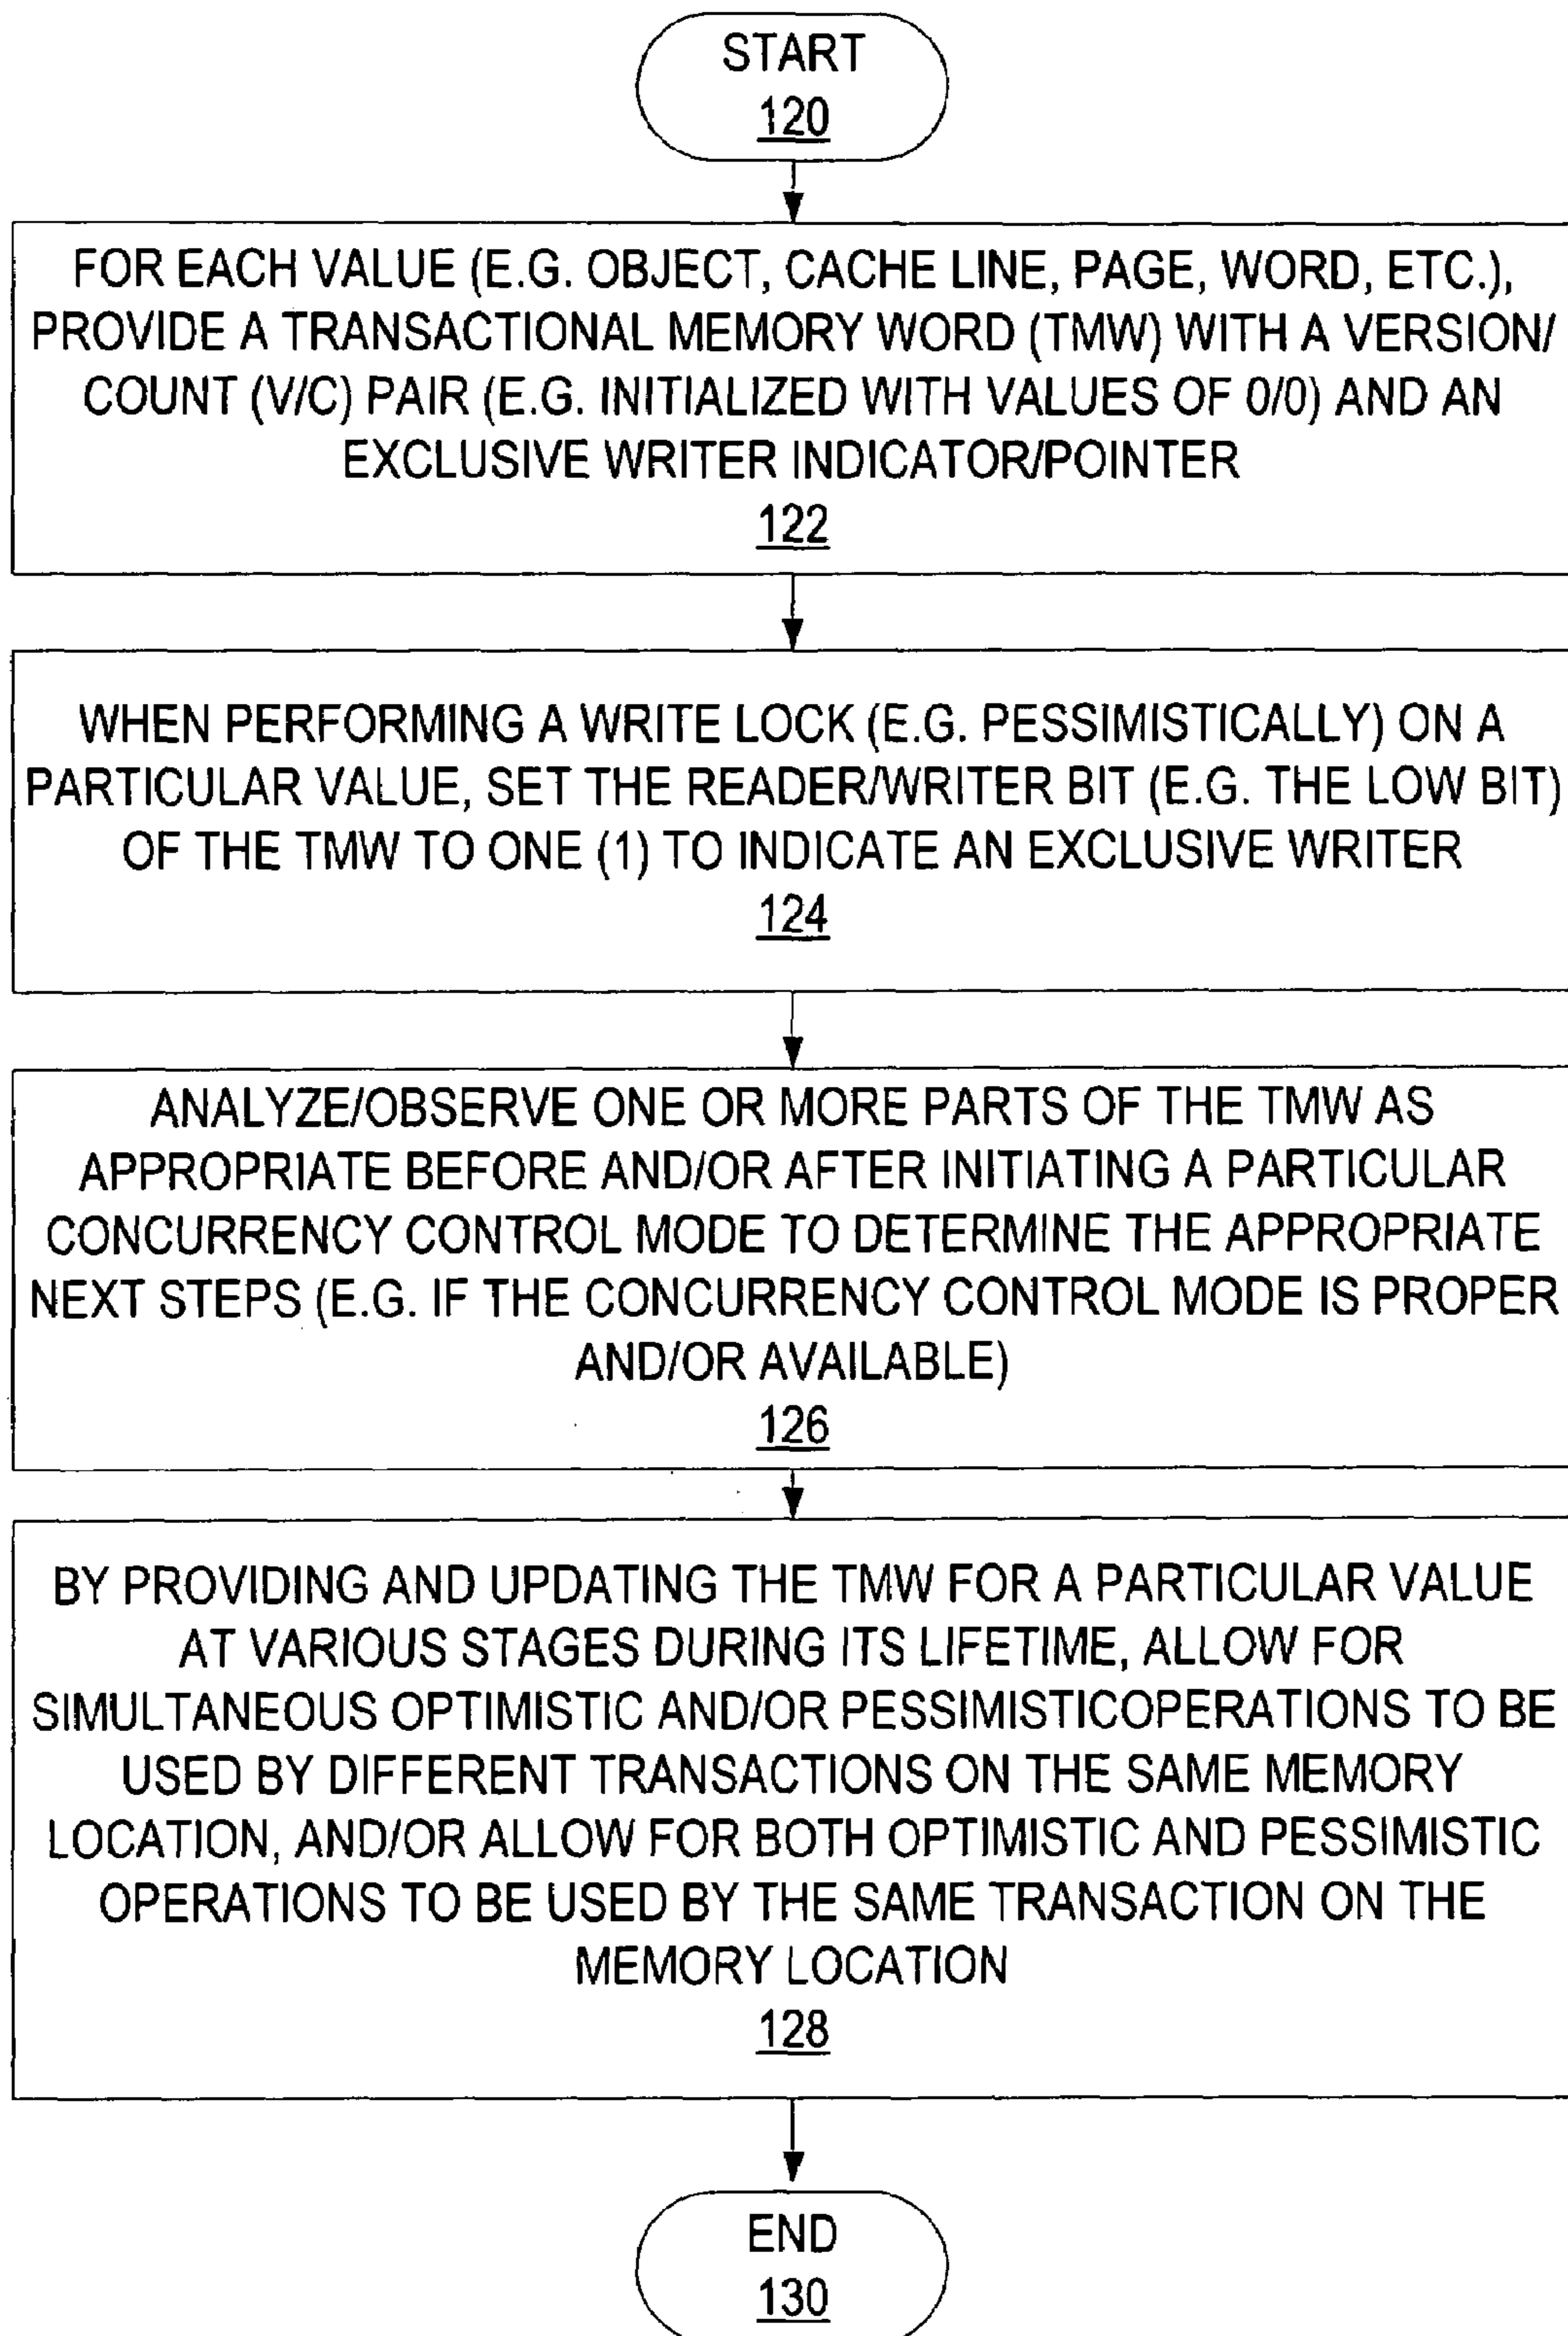 START
120
FOR EACH VALUE (E.G. OBJECT, CACHE LINE, PAGE, WORD, ETC.),
PROVIDE A TRANSACTIONAL MEMORY WORD (TMW) WITH A VERSION/
COUNT (V/C) PAIR (E.G. INITIALIZED WITH VALUES OF 0/0) AND AN
EXCLUSIVE WRITER INDICATOR/POINTER
122
WHEN PERFORMING A WRITE LOCK (E.G. PESSIMISTICALLY) ON A
PARTICULAR VALUE, SET THE READER/WRITER BIT (E.G. THE LOW BIT)
OF THE TMW TO ONE (1) TO INDICATE AN EXCLUSIVE WRITER
124
ANALYZE/OBSERVE ONE OR MORE PARTS OF THE TMW AS
APPROPRIATE BEFORE AND/OR AFTER INITIATING A PARTICULAR
CONCURRENCY CONTROL MODE TO DETERMINE THE APPROPRIATE
NEXT STEPS (E.G. IF THE CONCURRENCY CONTROL MODE IS PROPER
AND/OR AVAILABLE)
126
BY PROVIDING AND UPDATING THE TMW FOR A PARTICULAR VALUE
AT VARIOUS STAGES DURING ITS LIFETIME, ALLOW FOR
SIMULTANEOUS OPTIMISTIC AND/OR PESSIMISTICOPERATIONS TO BE
USED BY DIFFERENT TRANSACTIONS ON THE SAME MEMORY
LOCATION, AND/OR ALLOW FOR BOTH OPTIMISTIC AND PESSIMISTIC
OPERATIONS TO BE USED BY THE SAME TRANSACTION ON THE
MEMORY LOCATION
128
END
130